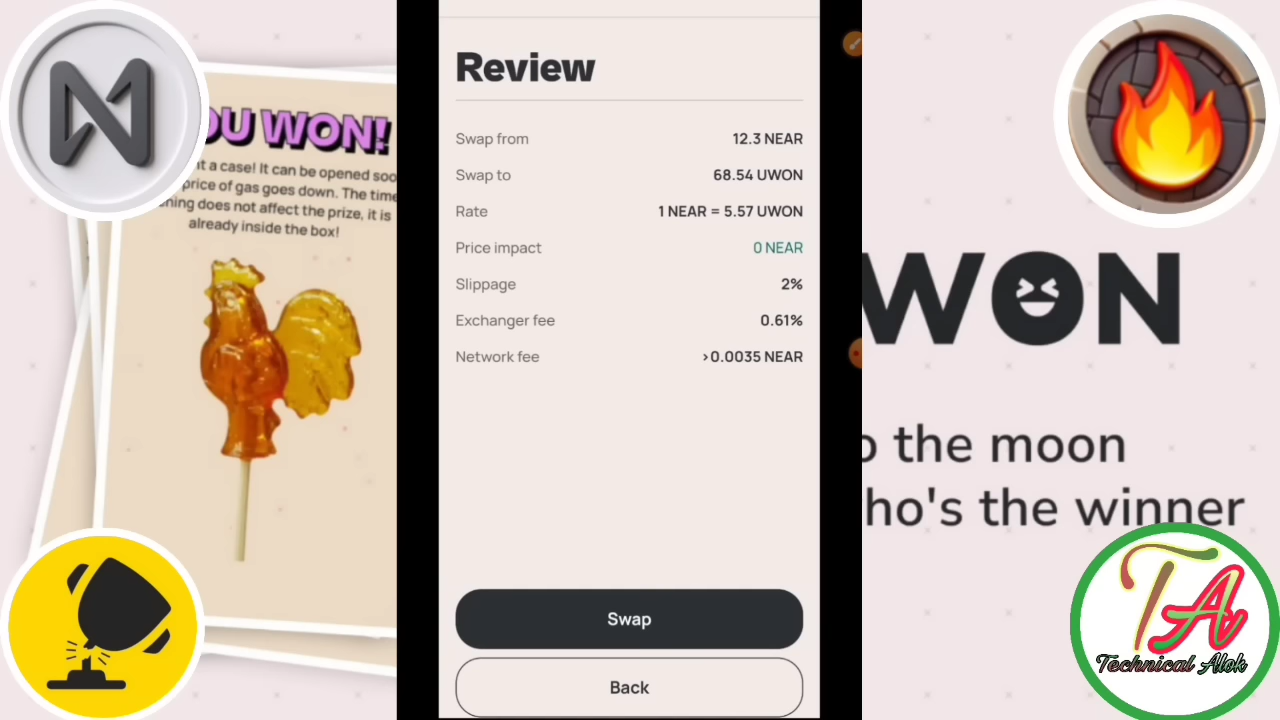 OU WON!
nt a case! It can be opened soo
price of gas goes down. The time
ning does not affect the prize, it is
already inside the box!
Review
Swap from 12.3 NEAR
Swap to 68.54 UWON
Rate 1 NEAR = 5.57 UWON
Price impact 0 NEAR
Slippage 2%
Exchanger fee 0.61%
Network fee >0.0035 NEAR
Swap
Back
WON
o the moon
ho's the winner
TA
Technical Alok